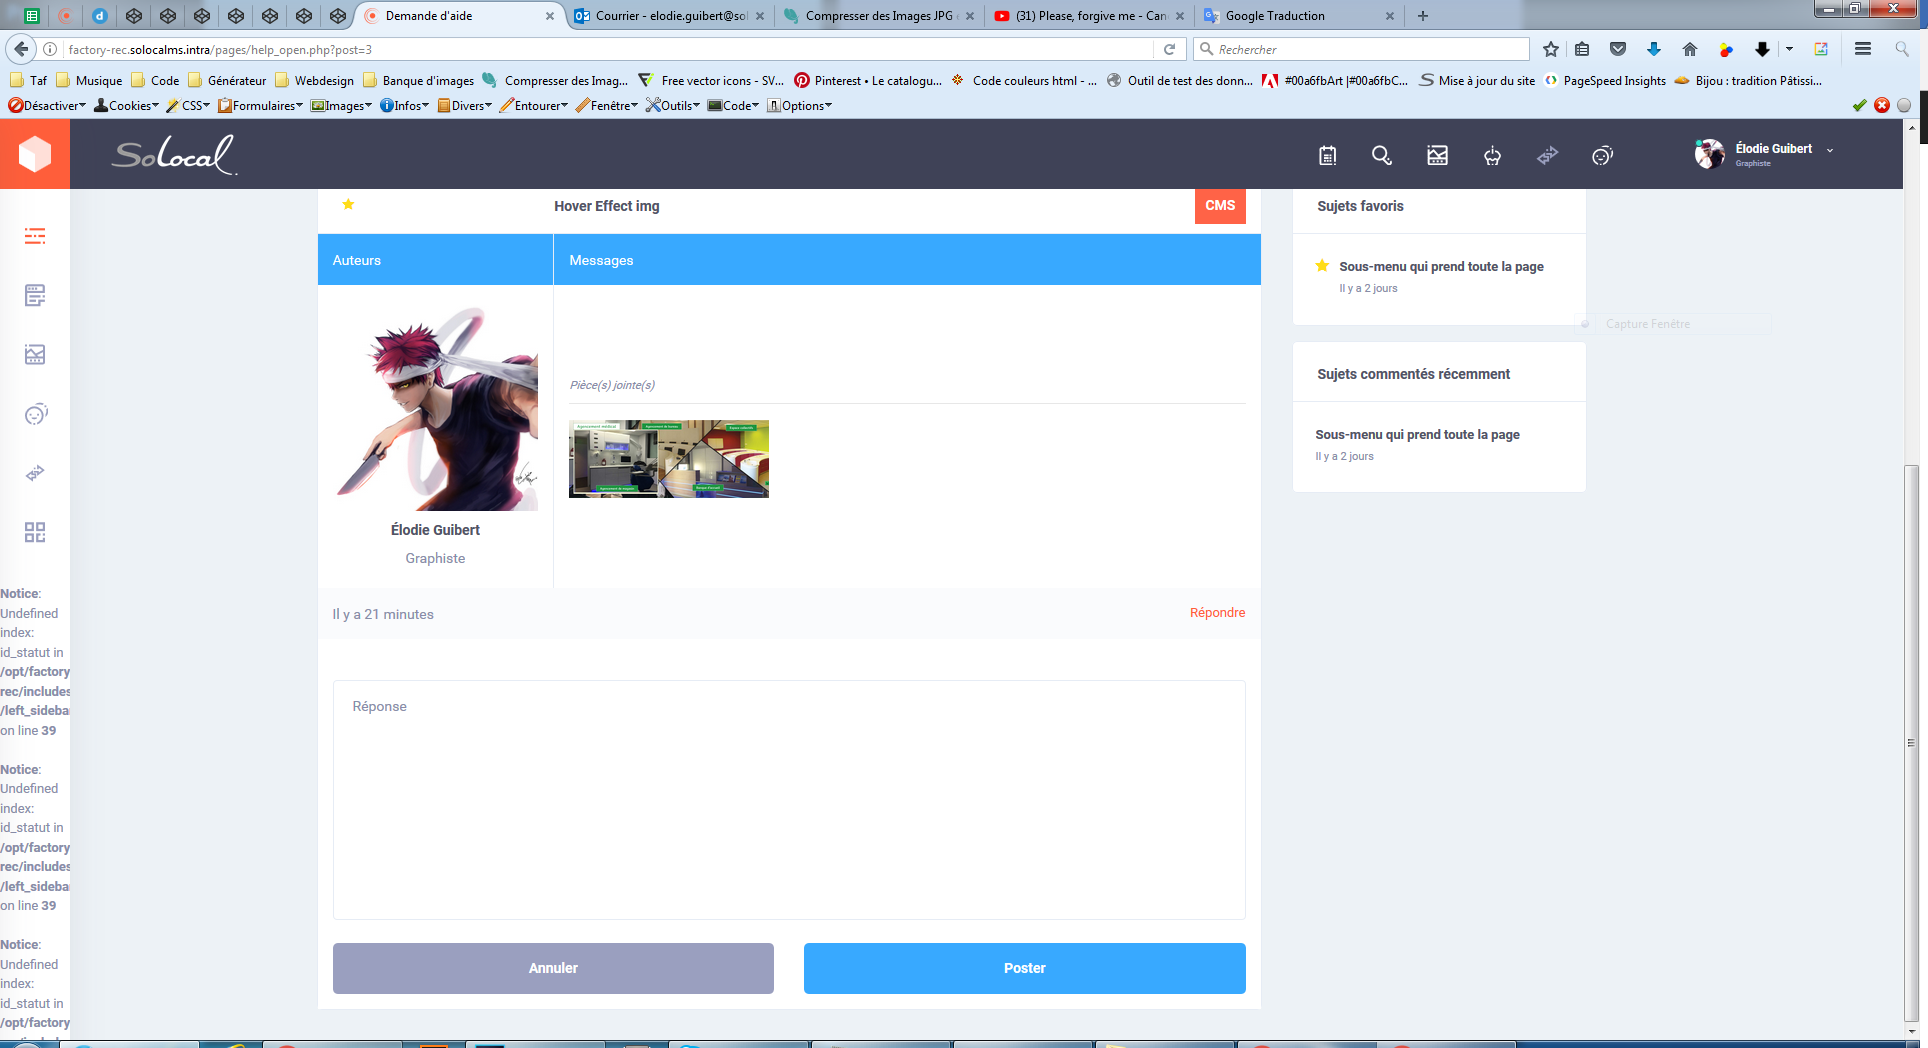 Demande d'aide
Courrier - elodie.guibert@sol
Compresser des Images JPG
(31) Please, forgive me - Can
Google Traduction
factory-rec.solocalms.intra/pages/help_open.php?post=3
Rechercher
Taf
Musique
Code
Générateur
Webdesign
Banque d'images
Compresser des Imag...
Free vector icons - SV...
Pinterest • Le catalogu...
Code couleurs html - ...
Outil de test des donn...
#00a6fbArt |#00a6fbC...
Mise à jour du site
PageSpeed Insights
Bijou : tradition Pâtissi...
Désactiver
Cookies
CSS
Formulaires
Images
Infos
Divers
Entourer
Fenêtre
Outils
Code
Options
Solocal.
Élodie Guibert
Graphiste
Hover Effect img
CMS
Auteurs
Messages
Pièce(s) jointe(s)
Élodie Guibert
Graphiste
Il y a 21 minutes
Répondre
Réponse
Annuler
Poster
Sujets favoris
Sous-menu qui prend toute la page
Il y a 2 jours
Capture Fenêtre
Sujets commentés récemment
Sous-menu qui prend toute la page
Il y a 2 jours
Notice:
Undefined
index:
id_statut in
/opt/factory
rec/includes
/left_sideba
on line 39
Notice:
Undefined
index:
id_statut in
/opt/factory
rec/includes
/left_sideba
on line 39
Notice:
Undefined
index:
id_statut in
/opt/factory